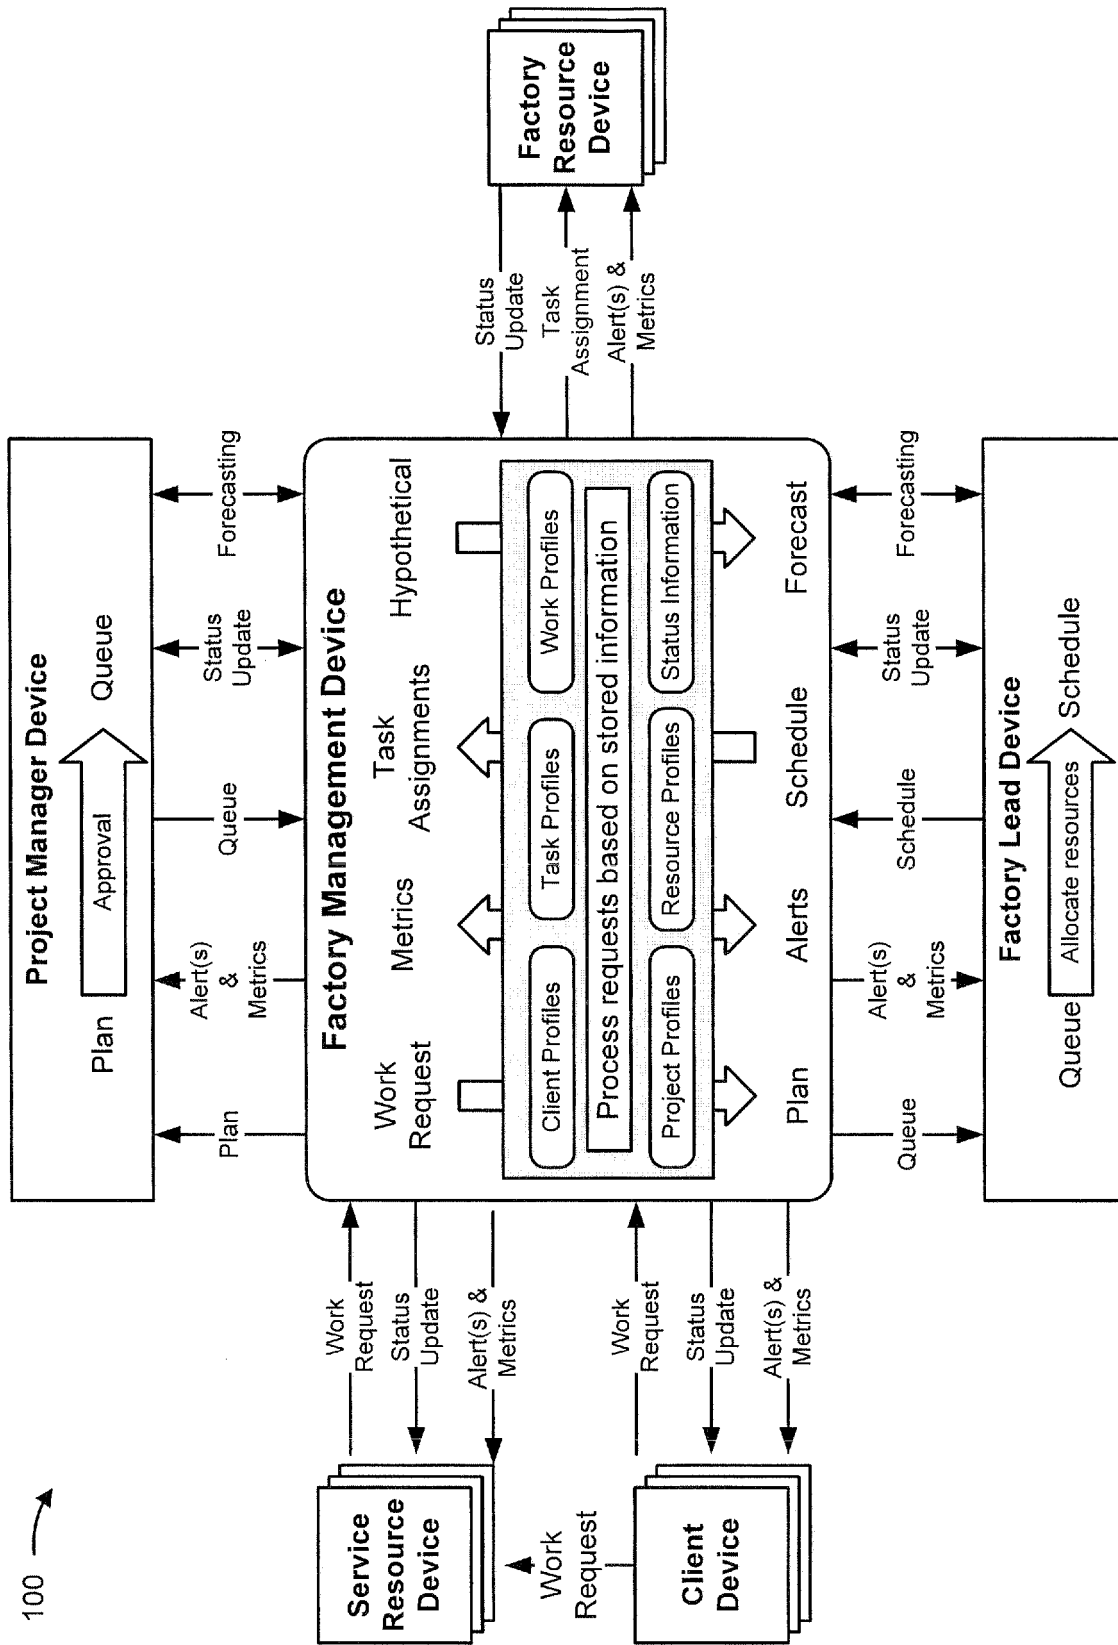 100
Project Manager Device
Plan
Approval
Queue
Plan
Alert(s)
&
Metrics
Queue
Status
Update
Forecasting
Service
Resource
Device
Work
Request
Status
Update
Alert(s) &
Metrics
Work
Request
Client
Device
Work
Request
Status
Update
Alert(s) &
Metrics
Factory Management Device
Work
Request
Metrics
Task
Assignments
Hypothetical
Client Profiles
Task Profiles
Work Profiles
Process requests based on stored information
Project Profiles
Resource Profiles
Status Information
Plan
Alerts
Schedule
Forecast
Status
Update
Task
Assignment
Alert(s) &
Metrics
Factory
Resource
Device
Queue
Alert(s)
&
Metrics
Schedule
Status
Update
Forecasting
Factory Lead Device
Queue
Allocate resources
Schedule